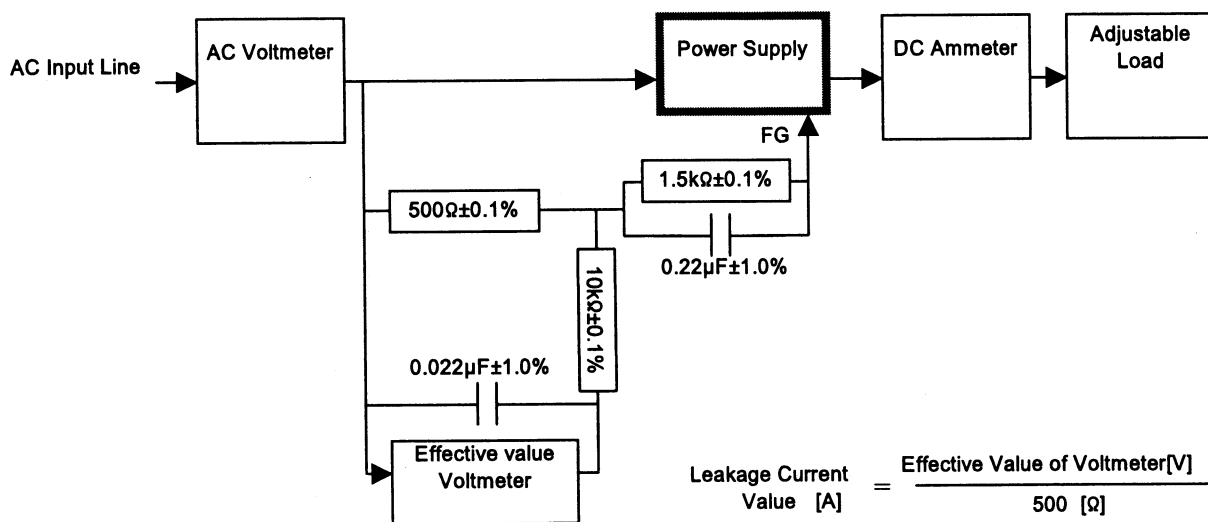 AC Input Line
AC Voltmeter
Power Supply
DC Ammeter
Adjustable
Load
FG
1.5kΩ±0.1%
500Ω±0.1%
0.22µF±1.0%
10kΩ±0.1%
0.022µF±1.0%
Effective value
Voltmeter
Leakage Current
Value [A]
=
Effective Value of Voltmeter[V]
500 [Ω]